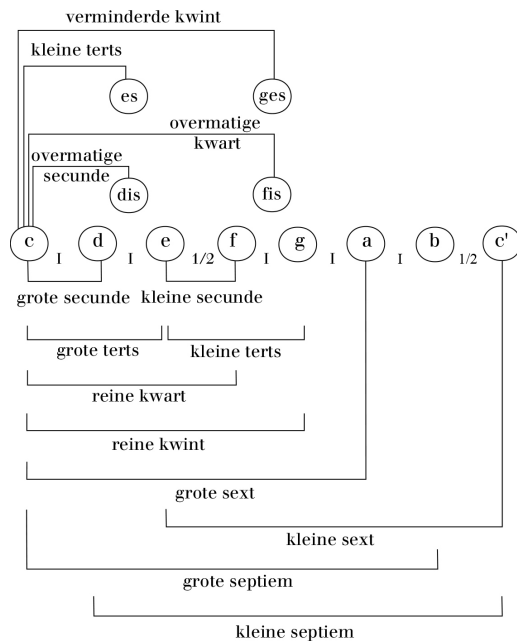 verminderde kwint
kleine terts
es ges
overmatige
kwart
overmatige
secunde
dis fis
c d e f g a b c'
I I 1/2 I I I 1/2
grote secunde kleine secunde
grote terts kleine terts
reine kwart
reine kwint
grote sext
kleine sext
grote septiem
kleine septiem